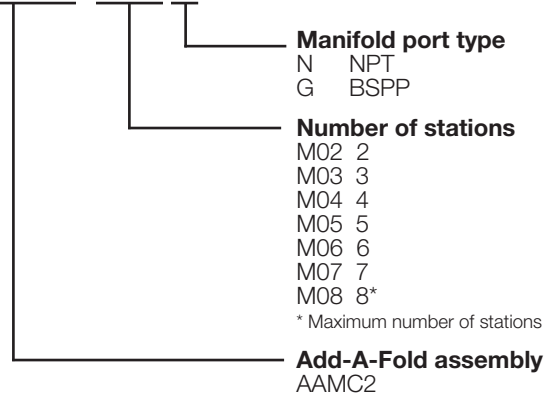 Manifold port type
N NPT
G BSPP
Number of stations
M02 2
M03 3
M04 4
M05 5
M06 6
M07 7
M08 8*
* Maximum number of stations
Add-A-Fold assembly
AAMC2